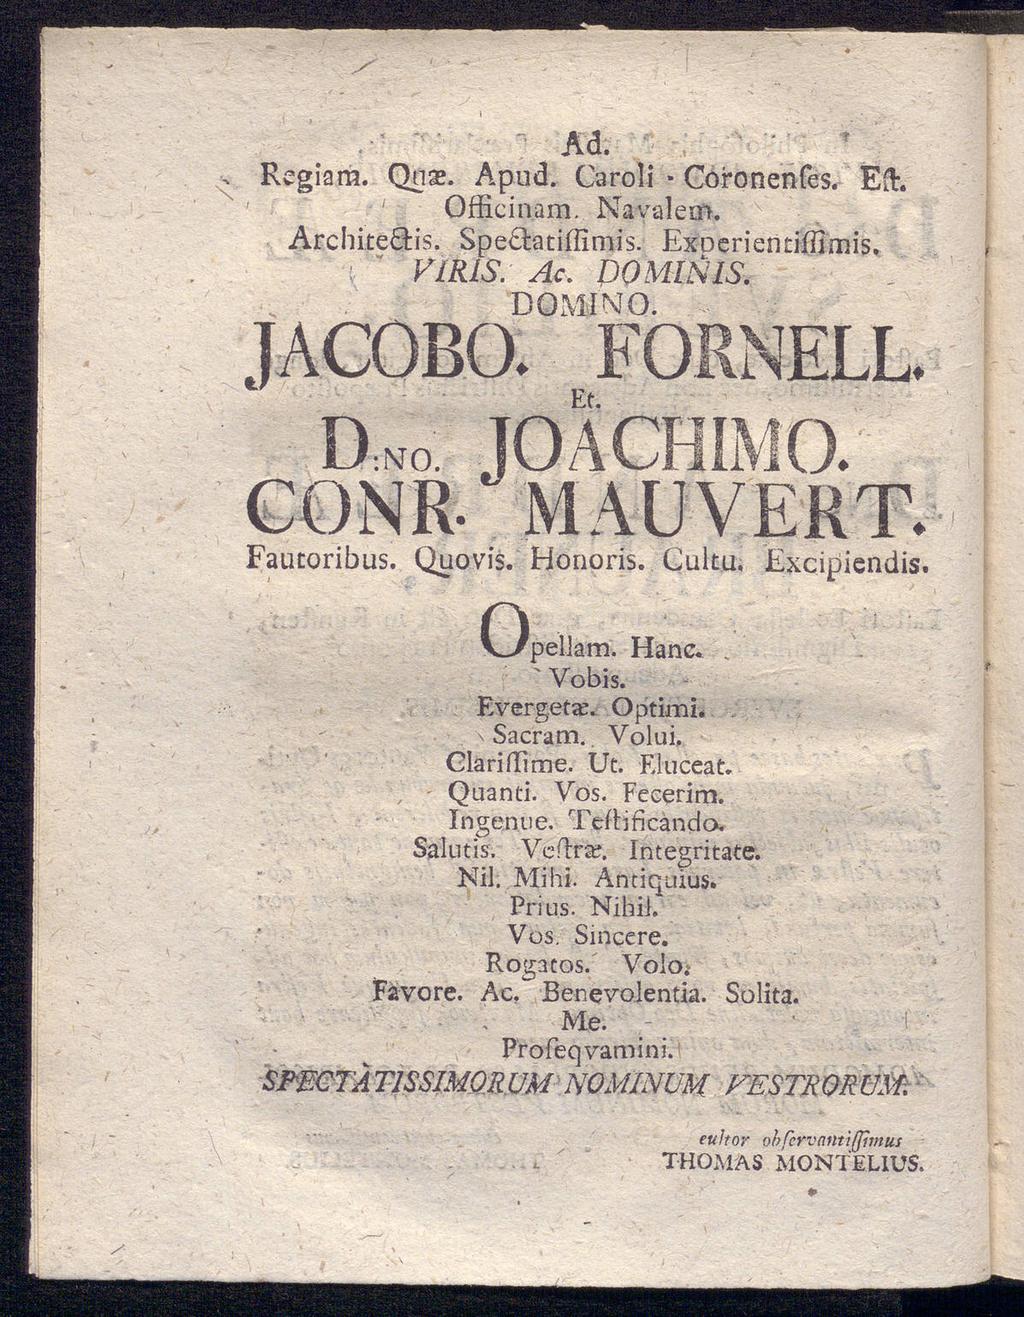 Ad.
Regiam. Quæ. Apud. Caroli - Coronenſes. Eſt.
Officinam. Navalem.
Architectis. Spectatiſſimis. Experientiſſimis.
VIRIS. Ac. DOMINIS.
DOMINO.
JACOBO. FORNELL.
Et.
D:NO. JOACHIMO.
CONR. MAUVERT.
Fautoribus. Quovis. Honoris. Cultu. Excipiendis.
Opellam. Hanc.
Vobis.
Evergetæ. Optimi.
Sacram. Volui.
Clariſſime. Ut. Eluceat.
Quanti. Vos. Fecerim.
Ingenue. Teſtificando.
Salutis. Veſtræ. Integritate.
Nil. Mihi. Antiquius.
Prius. Nihil.
Vos. Sincere.
Rogatos. Volo.
Favore. Ac. Benevolentia. Solita.
Me.
Proſeqvamini.
SPECTATISSIMORUM NOMINUM VESTRORUM.
cultor obſervantiſſimus
THOMAS MONTELIUS.